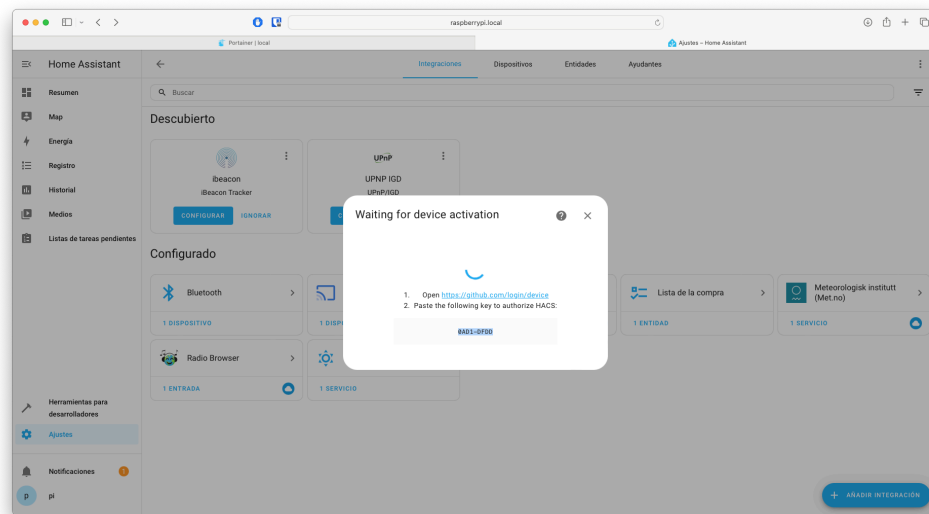 raspberrypi.local
Portainer | local
Ajustes – Home Assistant
Home Assistant
Integraciones Dispositivos Entidades Ayudantes
Resumen
Mapa
Energía
Registro
Historial
Medios
Listas de tareas pendientes
Herramientas para
desarrolladores
Ajustes
Notificaciones 1
P pi
Buscar
Descubierto
ibeacon
iBeacon Tracker
CONFIGURAR IGNORAR
UPnP
UPNP IGD
UPnP/IGD
Waiting for device activation
1. Open https://github.com/login/device
2. Paste the following key to authorize HACS:
0AD1-DFDD
Configurado
Bluetooth
1 DISPOSITIVO
Lista de la compra
1 ENTIDAD
Meteorologisk institutt
(Met.no)
1 SERVICIO
Radio Browser
1 ENTRADA
1 SERVICIO
AÑADIR INTEGRACIÓN